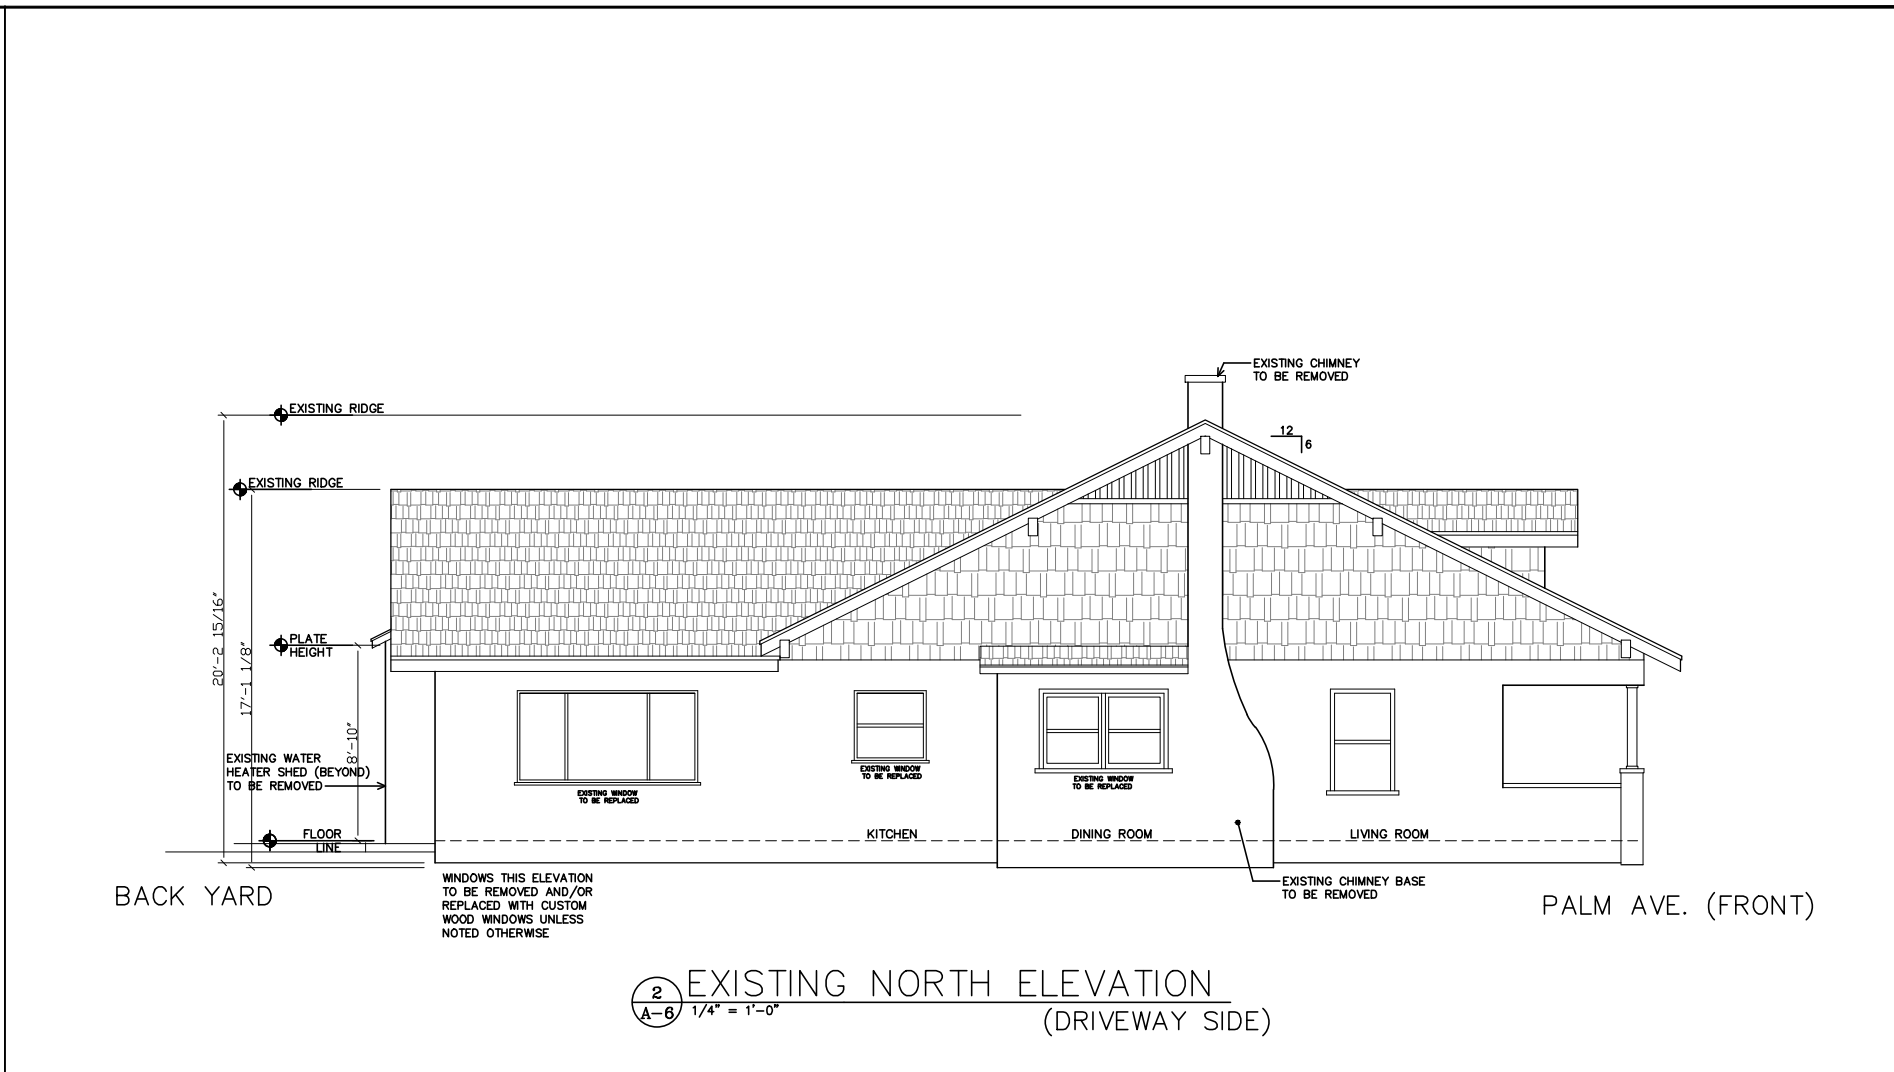 EXISTING CHIMNEY
TO BE REMOVED
EXISTING RIDGE
12
6
EXISTING RIDGE
20'-2 15/16"
17'-1 1/8"
PLATE
HEIGHT
8'-10"
EXISTING WATER
HEATER SHED (BEYOND)
TO BE REMOVED
EXISTING WINDOW
TO BE REPLACED
EXISTING WINDOW
TO BE REPLACED
EXISTING WINDOW
TO BE REPLACED
FLOOR
LINE
KITCHEN
DINING ROOM
LIVING ROOM
BACK YARD
WINDOWS THIS ELEVATION
TO BE REMOVED AND/OR
REPLACED WITH CUSTOM
WOOD WINDOWS UNLESS
NOTED OTHERWISE
EXISTING CHIMNEY BASE
TO BE REMOVED
PALM AVE. (FRONT)
2
A-6
EXISTING NORTH ELEVATION
1/4" = 1'-0"
(DRIVEWAY SIDE)